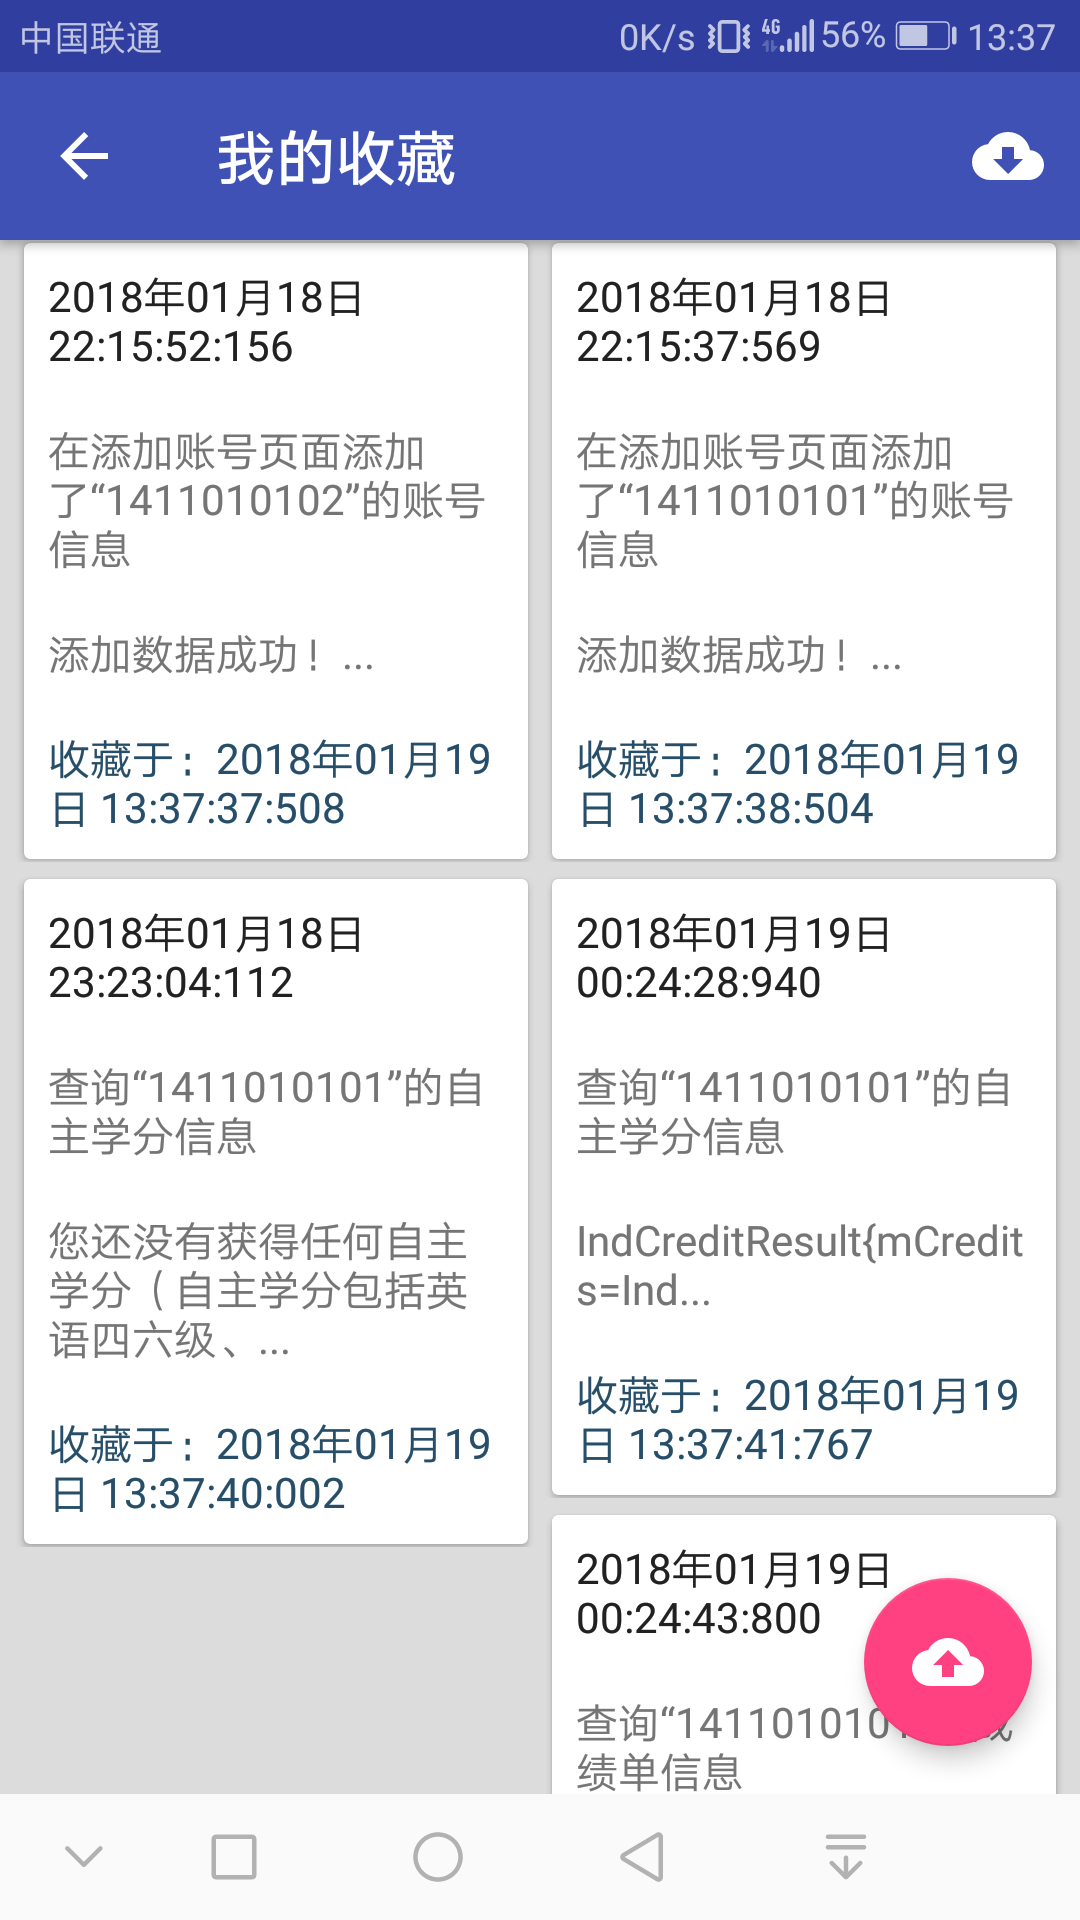 中国联通
0K/s 4G 56% 13:37
我的收藏
2018年01月18日
22:15:52:156
在添加账号页面添加
了“1411010102”的账号
信息
添加数据成功！...
收藏于：2018年01月19
日 13:37:37:508
2018年01月18日
22:15:37:569
在添加账号页面添加
了“1411010101”的账号
信息
添加数据成功！...
收藏于：2018年01月19
日 13:37:38:504
2018年01月18日
23:23:04:112
查询“1411010101”的自
主学分信息
您还没有获得任何自主
学分（自主学分包括英
语四六级、...
收藏于：2018年01月19
日 13:37:40:002
2018年01月19日
00:24:28:940
查询“1411010101”的自
主学分信息
IndCreditResult{mCredit
s=Ind...
收藏于：2018年01月19
日 13:37:41:767
2018年01月19日
00:24:43:800
查询“141101010
绩单信息